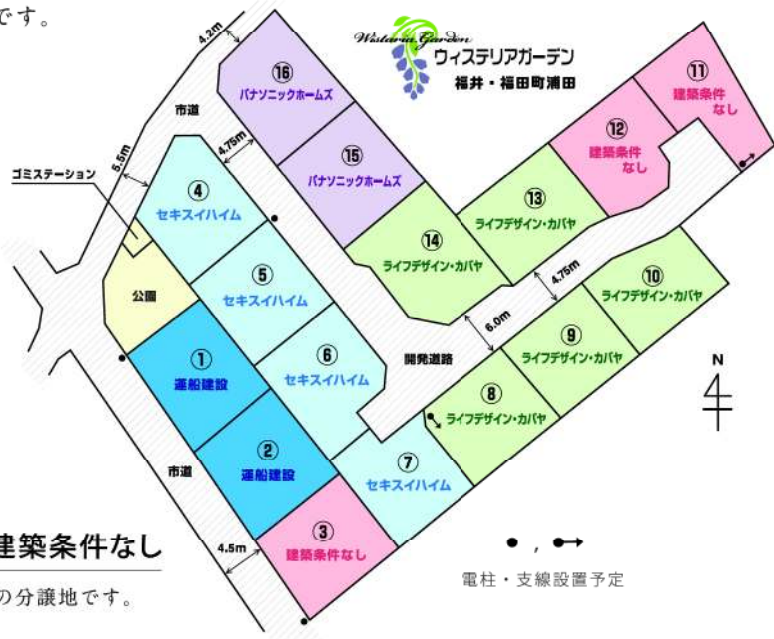 です。
Wistaria Garden
ウィステリアガーデン
福井・福田町浦田
4.2m
市道
5.5m
4.75m
ゴミステーション
公園
⑯
パナソニックホームズ
⑮
パナソニックホームズ
⑪
建築条件
なし
⑫
建築条件
なし
⑬
ライフデザイン・カバヤ
⑭
ライフデザイン・カバヤ
④
セキスイハイム
⑤
セキスイハイム
⑥
セキスイハイム
①
蓮船建設
②
蓮船建設
4.75m
6.0m
開発道路
⑩
ライフデザイン・カバヤ
⑨
ライフデザイン・カバヤ
⑧
ライフデザイン・カバヤ
⑦
セキスイハイム
③
建築条件なし
市道
4.5m
N
建築条件なし
の分譲地です。
,
電柱・支線設置予定